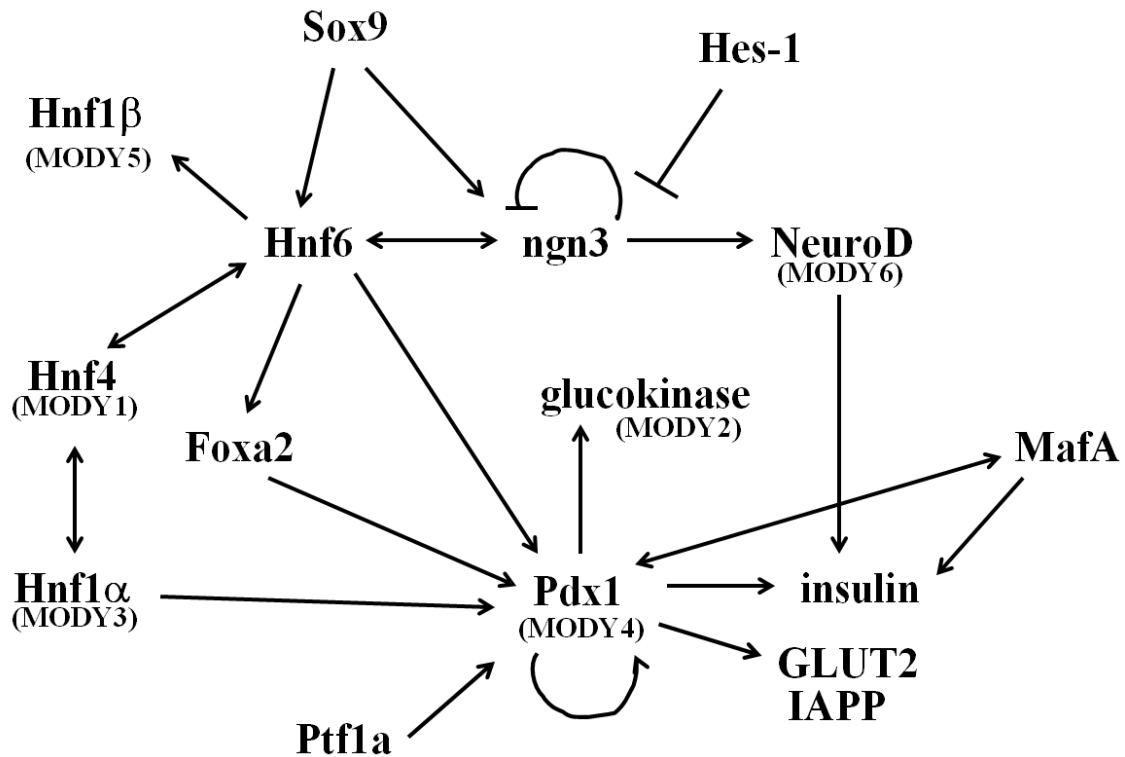 Sox9
Hes-1
Hnf1β
(MODY5)
Hnf6
ngn3
NeuroD
(MODY6)
Hnf4
(MODY1)
glucokinase
(MODY2)
Foxa2
MafA
Hnf1α
(MODY3)
Pdx1
(MODY4)
insulin
GLUT2
IAPP
Ptf1a